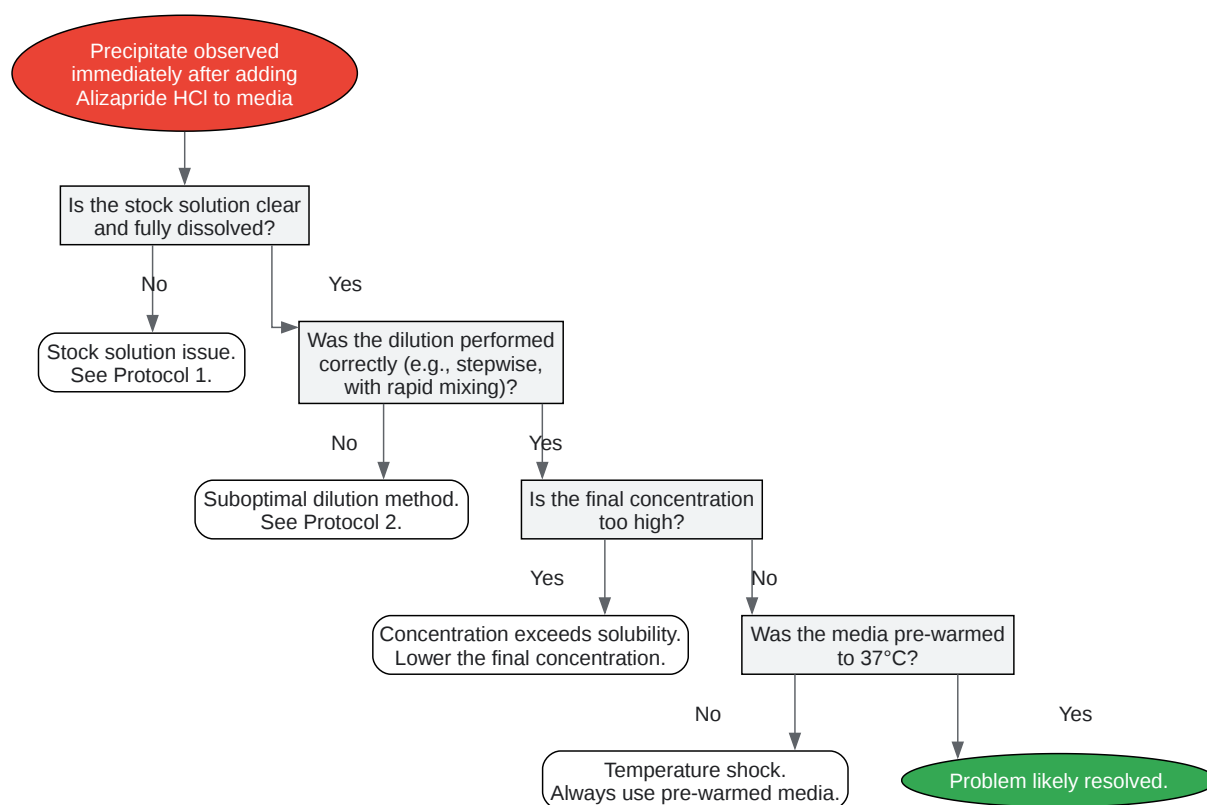 Precipitate observed
immediately after adding
Alizapride HCl to media
Is the stock solution clear
and fully dissolved?
No
Yes
Stock solution issue.
See Protocol 1.
Was the dilution performed
correctly (e.g., stepwise,
with rapid mixing)?
No
Yes
Suboptimal dilution method.
See Protocol 2.
Is the final concentration
too high?
Yes
No
Concentration exceeds solubility.
Lower the final concentration.
Was the media pre-warmed
to 37°C?
No
Yes
Temperature shock.
Always use pre-warmed media.
Problem likely resolved.